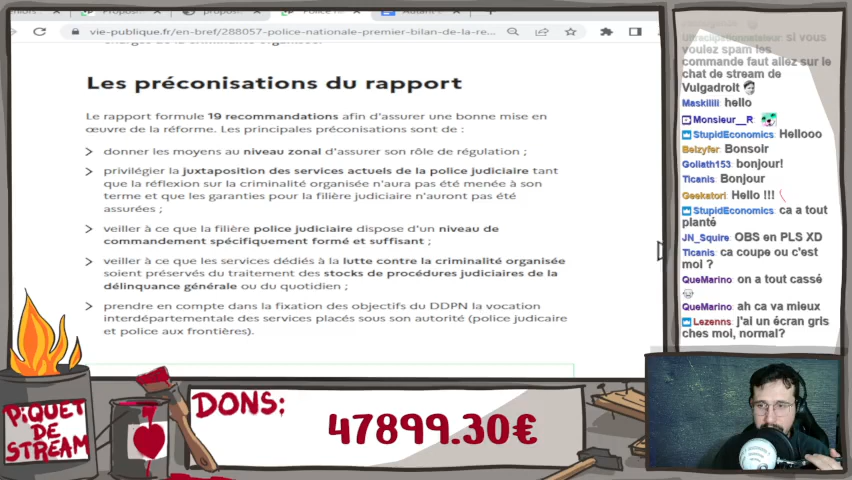 vie-publique.fr/en-bref/288057-police-nationale-premier-bilan-de-la-re...
Les préconisations du rapport
Le rapport formule 19 recommandations afin d'assurer une bonne mise en
œuvre de la réforme. Les principales préconisations sont de :
donner les moyens au niveau zonal d'assurer son rôle de régulation ;
privilégier la juxtaposition des services actuels de la police judiciaire tant
que la réflexion sur la criminalité organisée n'aura pas été menée à son
terme et que les garanties pour la filière judiciaire n'auront pas été
assurées ;
veiller à ce que la filière police judiciaire dispose d'un niveau de
commandement spécifiquement formé et suffisant ;
veiller à ce que les services dédiés à la lutte contre la criminalité organisée
soient préservés du traitement des stocks de procédures judiciaires de la
délinquance générale ou du quotidien ;
prendre en compte dans la fixation des objectifs du DDPN la vocation
interdépartementale des services placés sous son autorité (police judicaire
et police aux frontières).
si vous
voulez spam les
commande faut allez sur le
chat de stream de
Vulgadroit
Maskilili hello
Monsieur__R
StupidEconomics Hellooo
Belzyfer: Bonsoir
Goliath153 bonjour!
Ticanis Bonjour
Geekatori Hello !!!
StupidEconomics ca a tout
planté
JN_Squire: OBS en PLS XD
Ticanis: ca coupe ou c'est
moi ?
QueMarino: on a tout cassé
QueMarino: ah ca va mieux
Lezenns: j'ai un écran gris
chez moi, normal?
PiQUET
DE
STREAM
DONS:
47899.30€